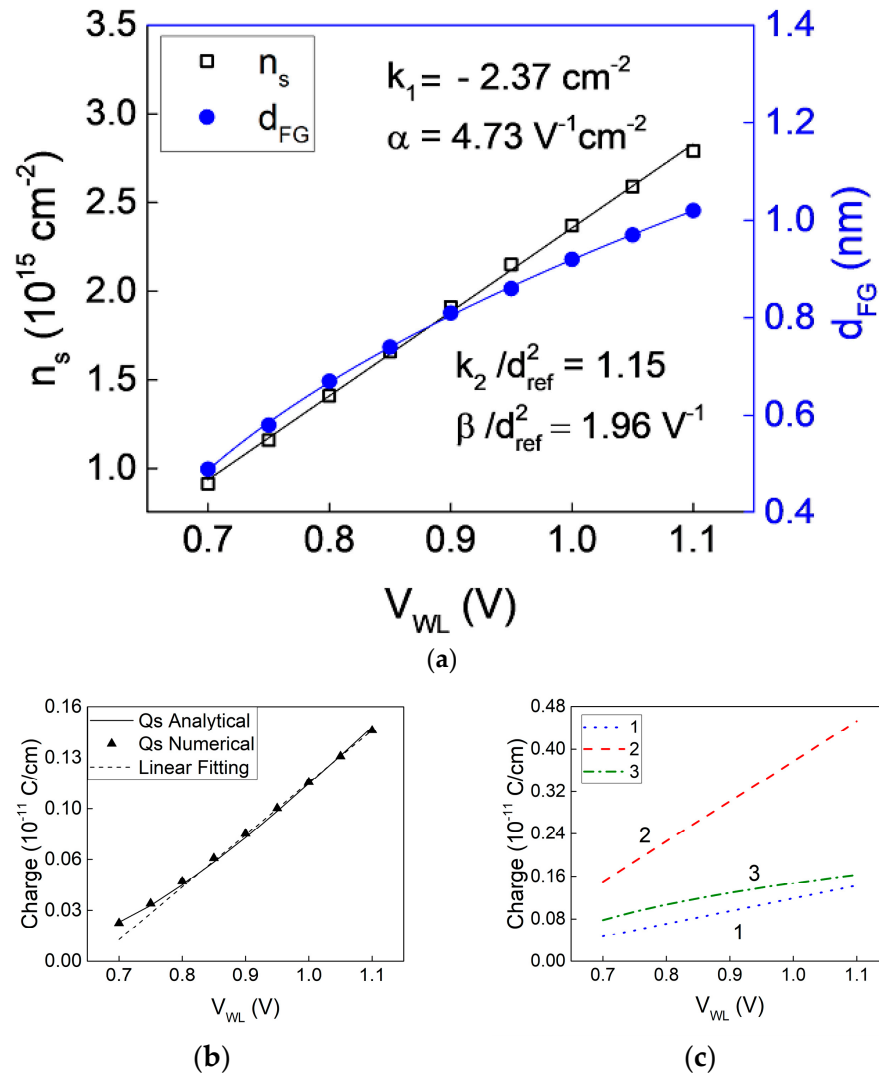 3.5
3.0
2.5
2.0
1.5
1.0
n_s (10^15 cm^-2)
n_s
d_FG
k_1= - 2.37 cm^-2
α = 4.73 V^-1cm^-2
k_2 /d^2_ref = 1.15
β /d^2_ref = 1.96 V^-1
1.4
1.2
1.0
0.8
0.6
0.4
d_FG (nm)
0.7 0.8 0.9 1.0 1.1
V_WL (V)
(a)
0.16
0.13
0.10
0.06
0.03
0.00
Charge (10^-11 C/cm)
Qs Analytical
Qs Numerical
Linear Fitting
0.7 0.8 0.9 1.0 1.1
V_WL (V)
(b)
0.48
0.40
0.32
0.24
0.16
0.08
0.00
Charge (10^-11 C/cm)
1
2
3
2
3
1
0.7 0.8 0.9 1.0 1.1
V_WL (V)
(c)